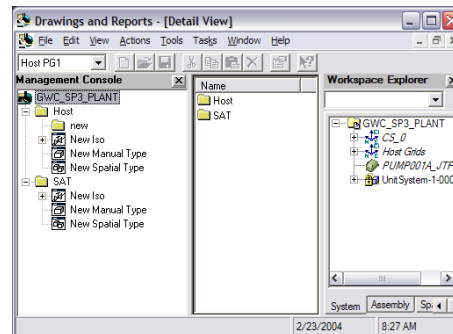 Drawings and Reports - [Detail View]
File Edit View Actions Tools Tasks Window Help
Host PG1
Management Console
GWC_SP3_PLANT
Host
new
New Iso
New Manual Type
New Spatial Type
SAT
New Iso
New Manual Type
New Spatial Type
Name
Host
SAT
Workspace Explorer
GWC_SP3_PLANT
CS_0
Host Grids
PUMP001A_JTF
UnitSystem-1-000
System Assembly
2/23/2004 8:27 AM